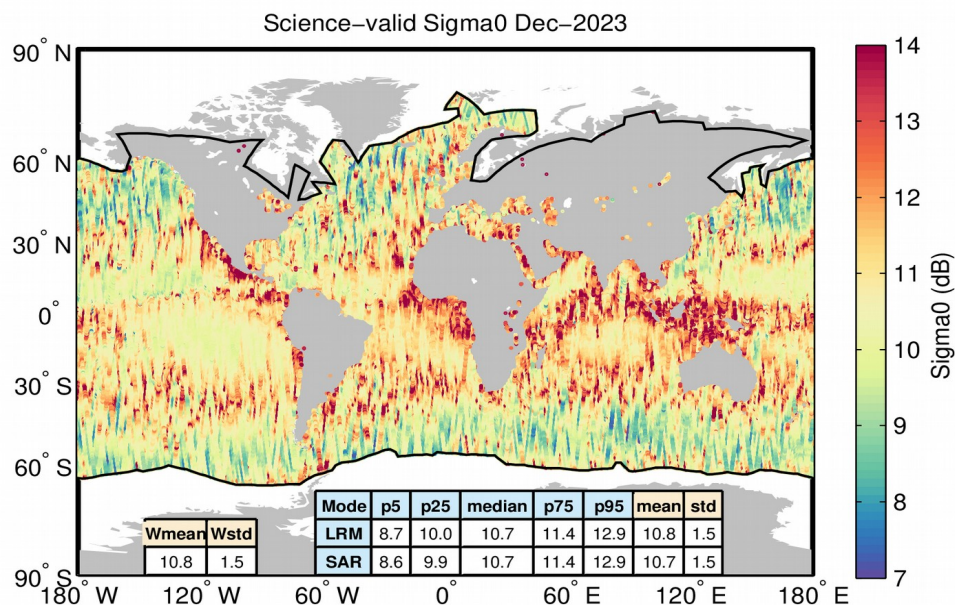 Science−valid Sigma0 Dec−2023
90° N
60° N
30° N
0°
30° S
60° S
90° S
180° W
120° W
60° W
0°
60° E
120° E
180° E
Wmean Wstd
10.8 1.5
Mode p5 p25 median p75 p95 mean std
LRM 8.7 10.0 10.7 11.4 12.9 10.8 1.5
SAR 8.6 9.9 10.7 11.4 12.9 10.7 1.5
14
13
12
11
10
9
8
7
Sigma0 (dB)